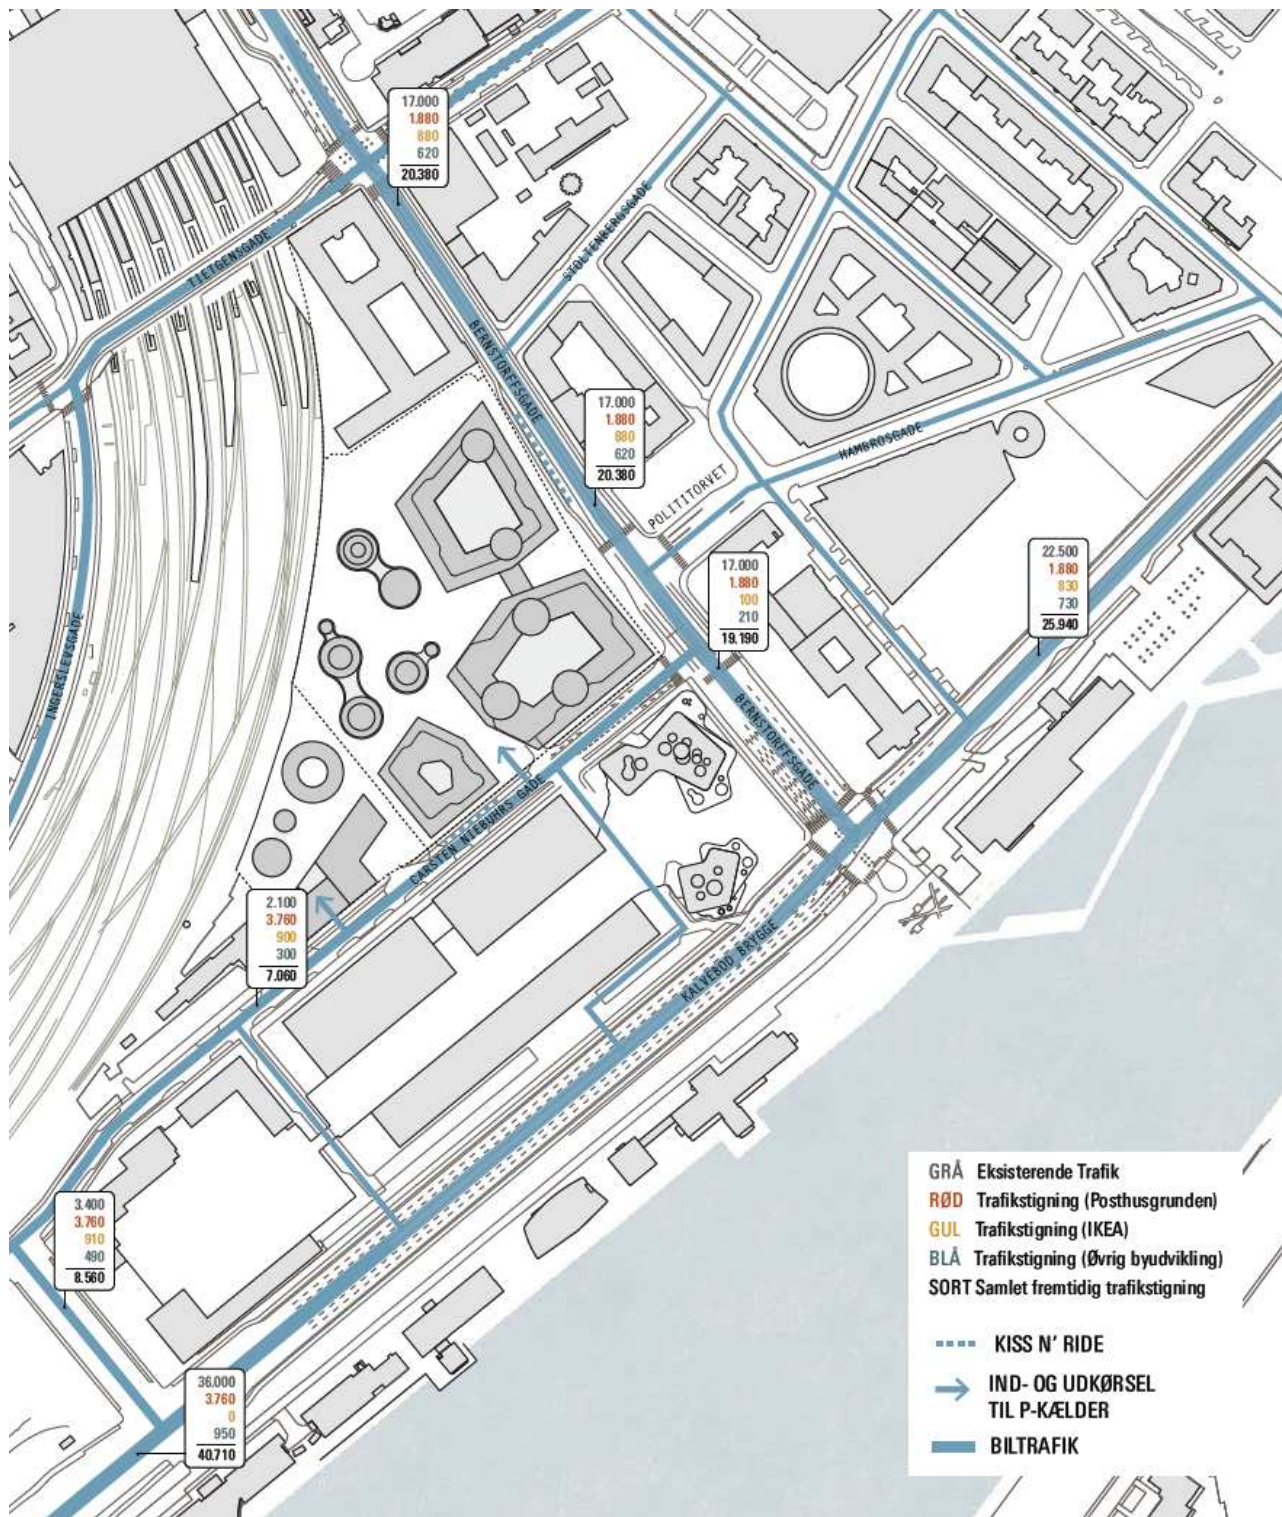 17.000
1.880
880
620
20.380
TIETGENSGADE
STOLTENBERGSGADE
BERNSTORFFSGADE
17.000
1.880
880
620
20.380
POLITITORVET
HAMBROSGADE
17.000
1.880
100
210
19.190
22.500
1.880
830
730
25.940
INGERSLEVSGADE
BERNSTORFFSGADE
CARSTEN NIEBUHRS GADE
2.100
3.760
900
300
7.060
KALVEBOD BRYGGE
3.400
3.760
910
490
8.560
36.000
3.760
0
950
40.710
GRÅ Eksisterende Trafik
RØD Trafikstigning (Posthusgrunden)
GUL Trafikstigning (IKEA)
BLÅ Trafikstigning (Øvrig byudvikling)
SORT Samlet fremtidig trafikstigning
KISS N' RIDE
IND- OG UDKØRSEL
TIL P-KÆLDER
BILTRAFIK